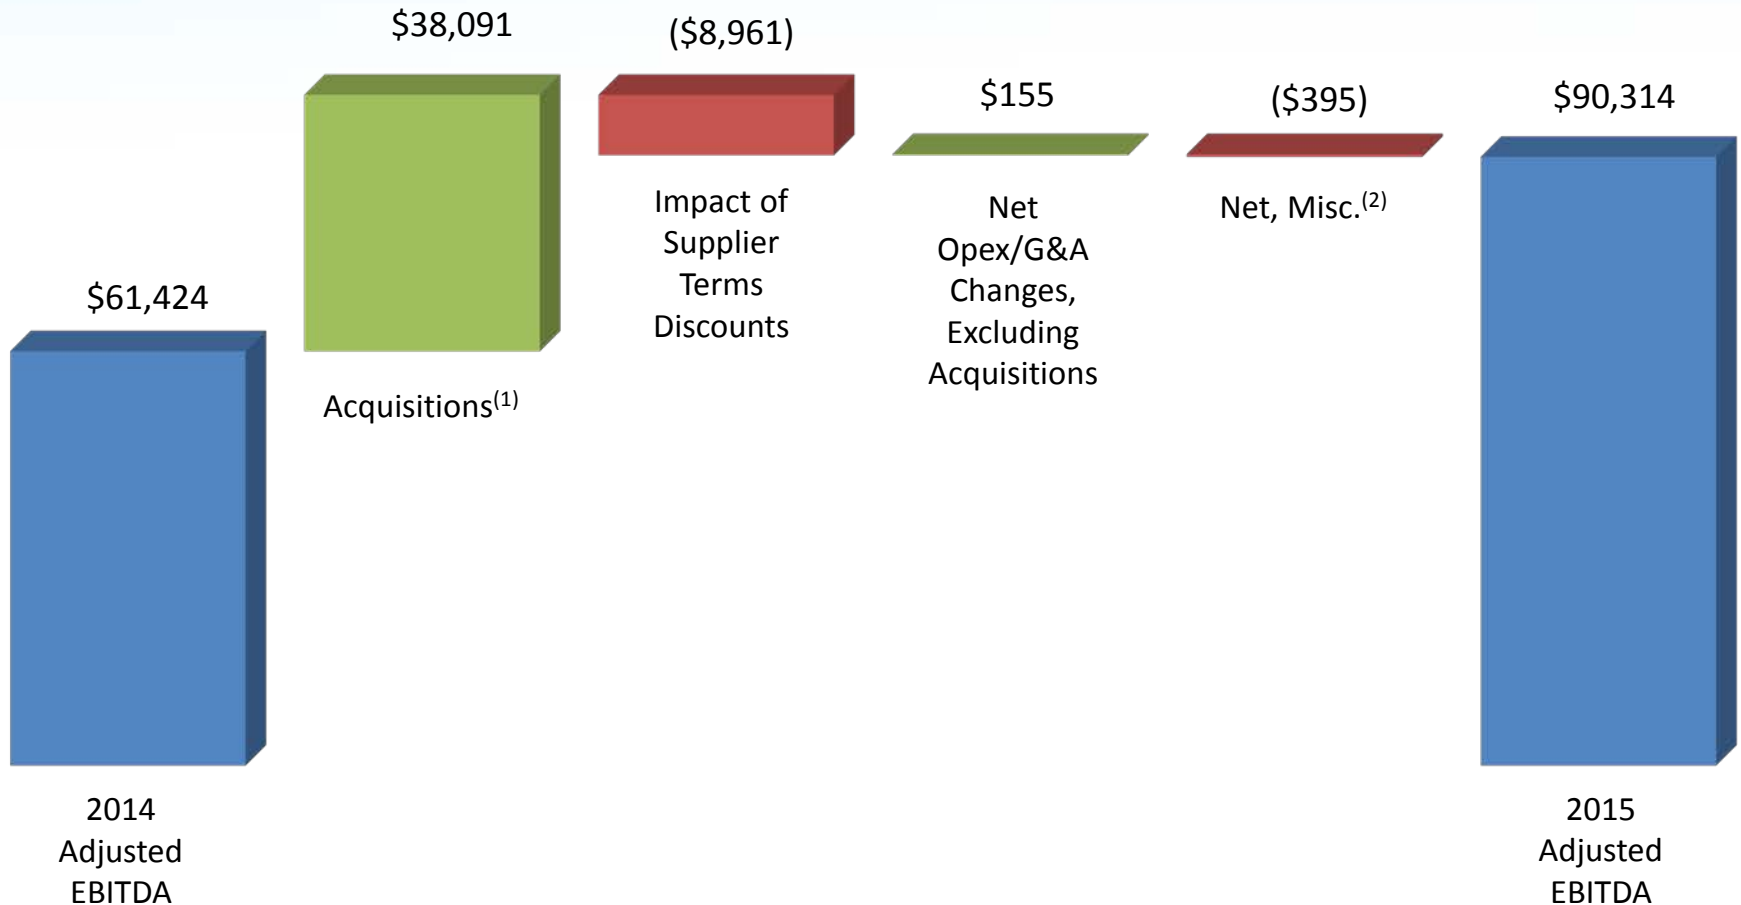 $38,091
($8,961)
$155
($395)
$90,314
$61,424
Impact of
Supplier
Terms
Discounts
Net
Opex/G&A
Changes,
Excluding
Acquisitions
Net, Misc.(2)
Acquisitions(1)
2014
Adjusted
EBITDA
2015
Adjusted
EBITDA